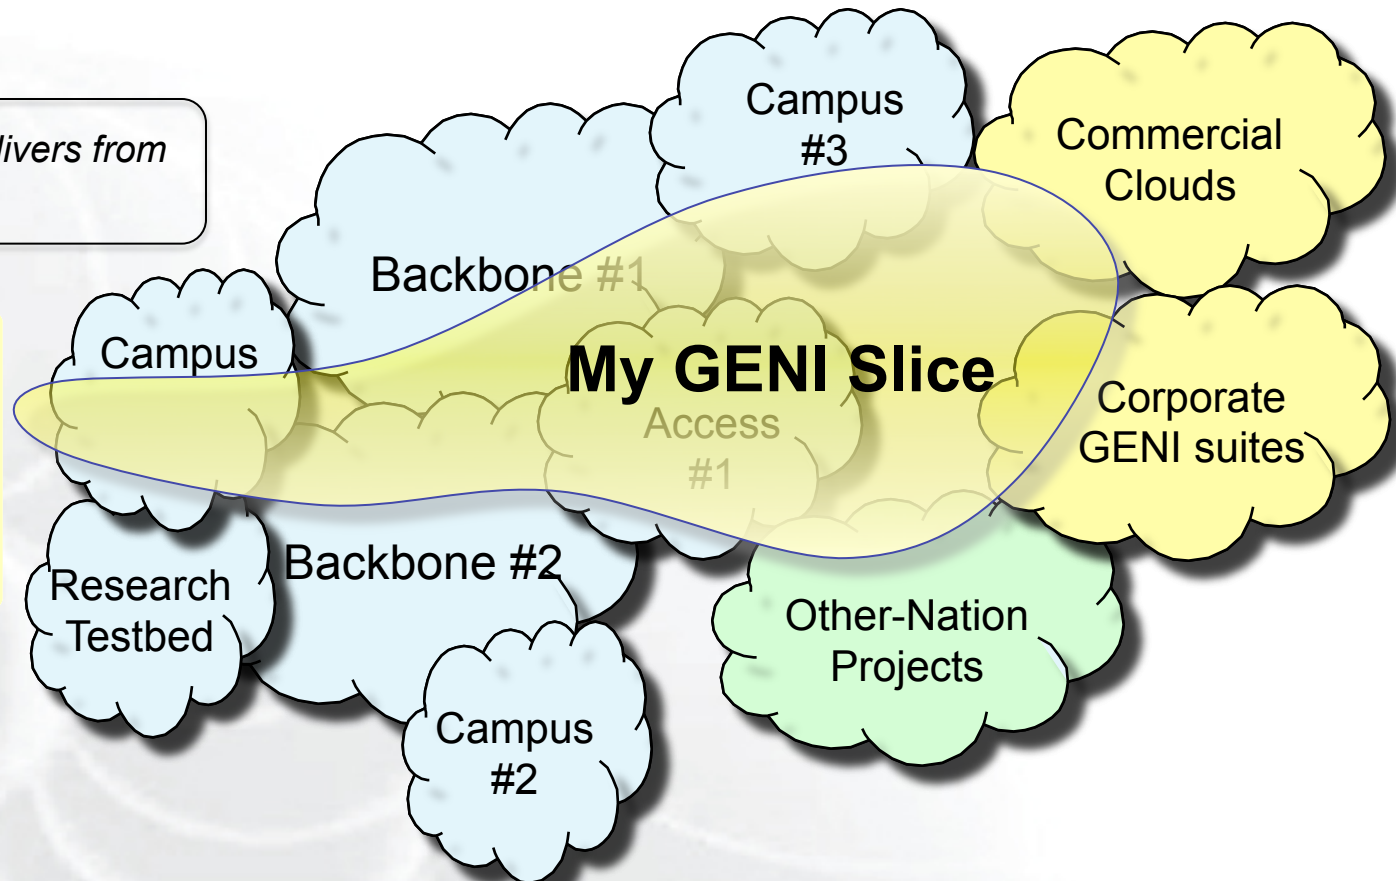 livers from
Campus
#3
Commercial
Clouds
Backbone #1
Campus
My GENI Slice
Access
#1
Corporate
GENI suites
Backbone #2
Research
Testbed
Other-Nation
Projects
Campus
#2